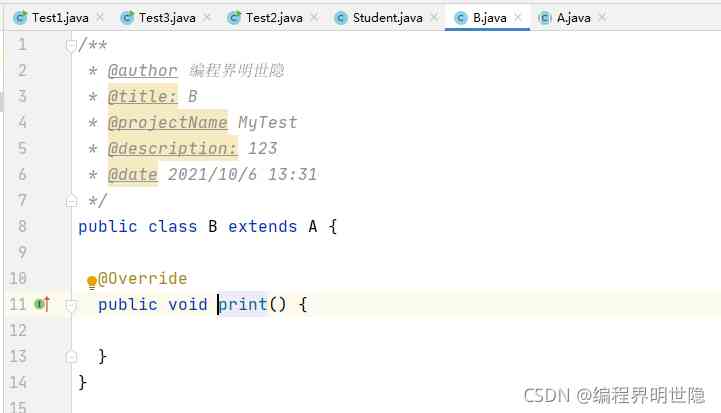 Test1.java × Test3.java × Test2.java × Student.java × B.java × A.java ×
1 /**
2 * @author 编程界明世隐
3 * @title: B
4 * @projectName MyTest
5 * @description: 123
6 * @date 2021/10/6 13:31
7 */
8 public class B extends A {
9
10 @Override
11 public void print() {
12
13 }
14 }
15
CSDN @编程界明世隐